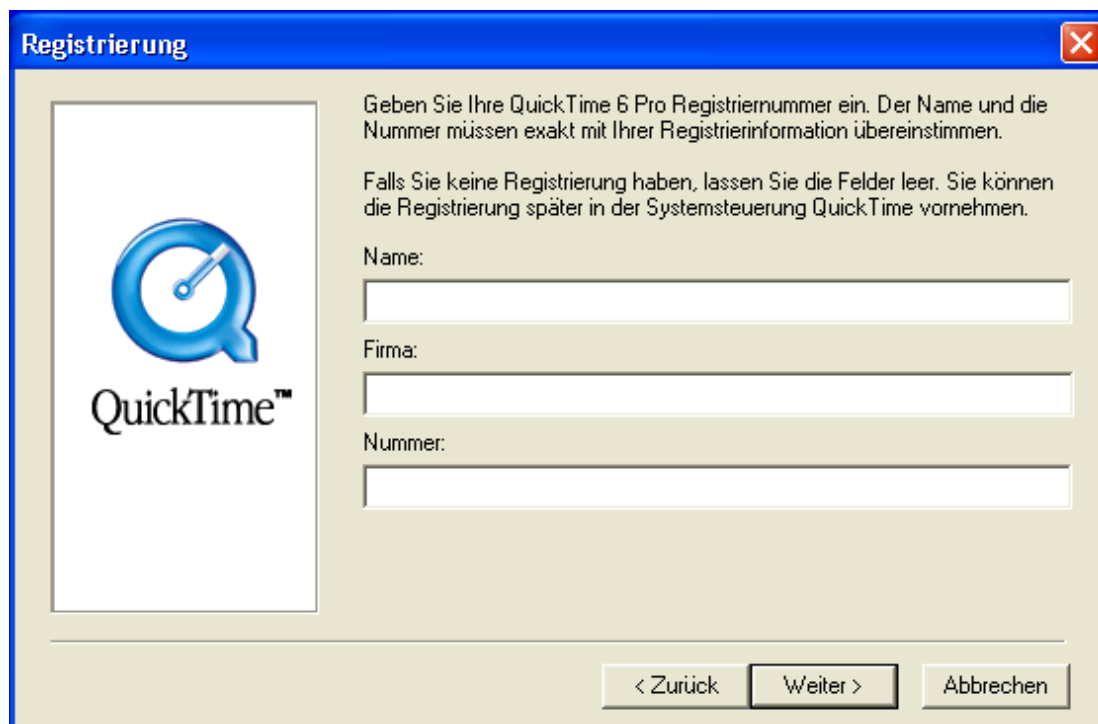 Registrierung
Geben Sie Ihre QuickTime 6 Pro Registriernummer ein. Der Name und die
Nummer müssen exakt mit Ihrer Registrierinformation übereinstimmen.
Falls Sie keine Registrierung haben, lassen Sie die Felder leer. Sie können
die Registrierung später in der Systemsteuerung QuickTime vornehmen.
QuickTime™
Name:
Firma:
Nummer:
< Zurück
Weiter >
Abbrechen